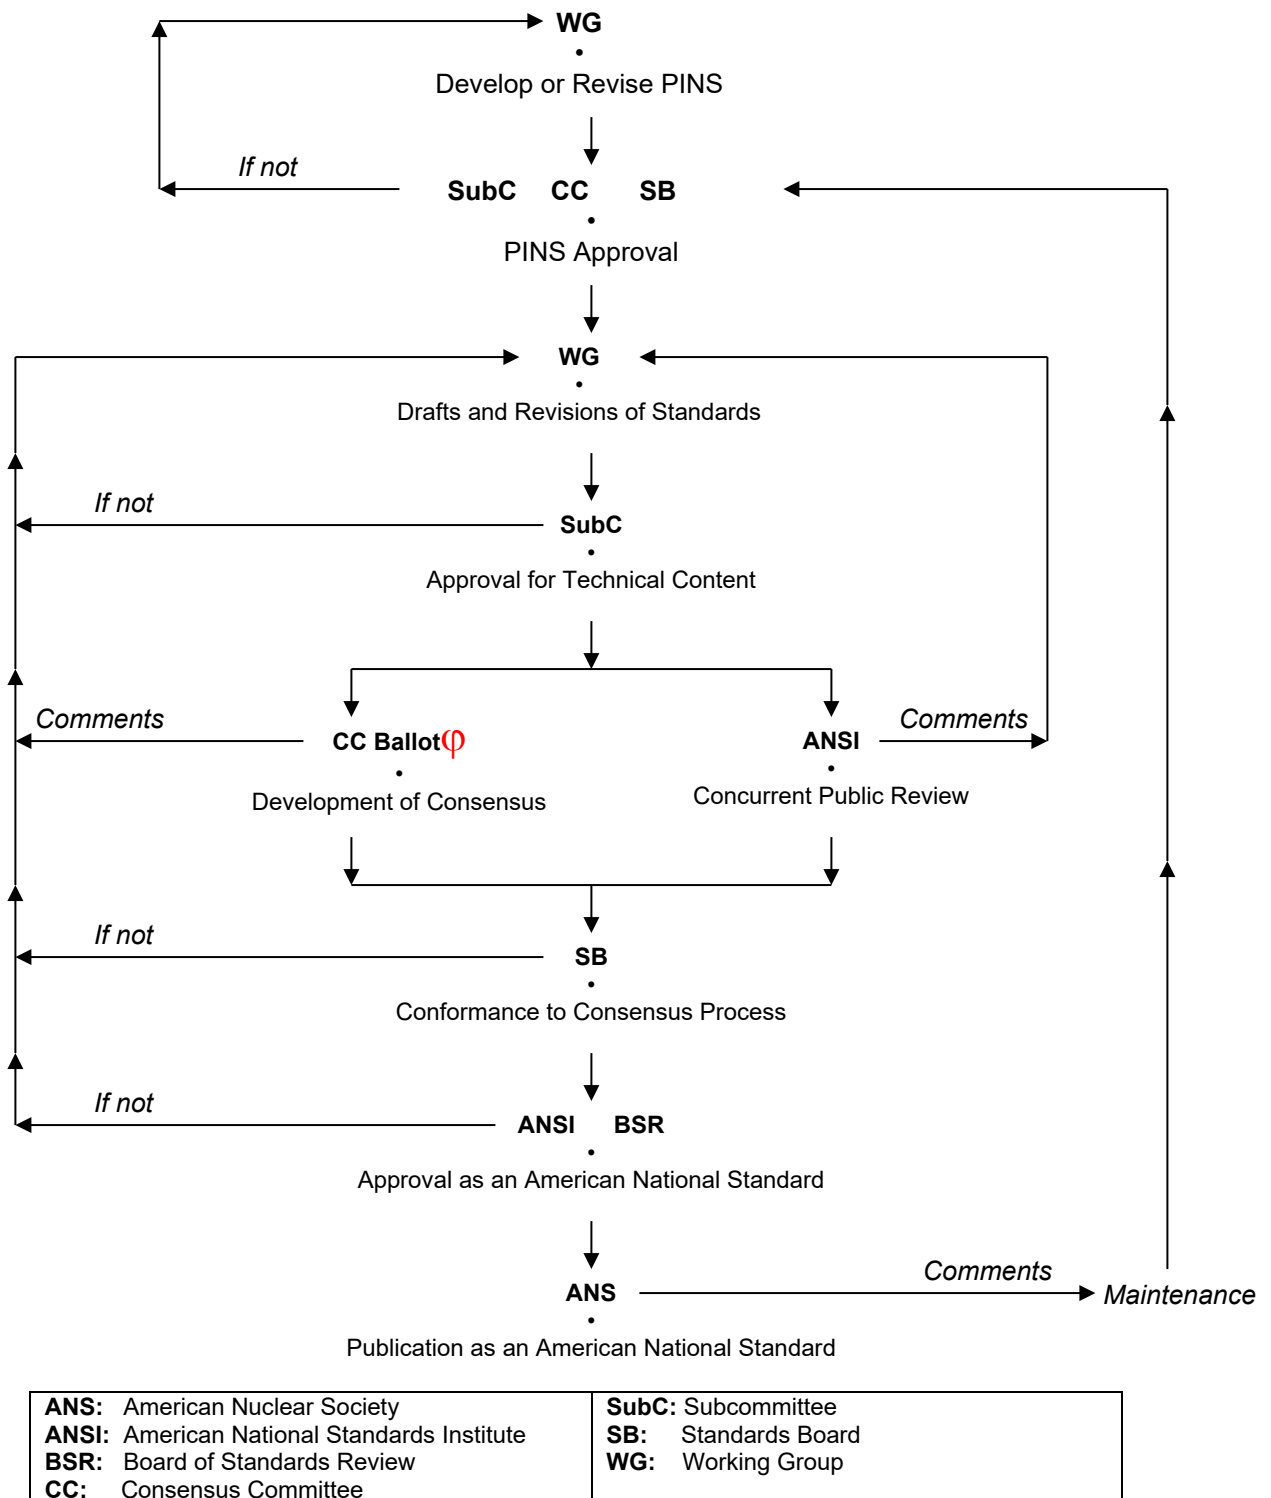 WG
•
Develop or Revise PINS
If not
SubC CC SB
•
PINS Approval
WG
•
Drafts and Revisions of Standards
If not
SubC
•
Approval for Technical Content
Comments
CC Ballotφ
ANSI
Comments
•
•
Development of Consensus
Concurrent Public Review
If not
SB
•
Conformance to Consensus Process
If not
ANSI BSR
•
Approval as an American National Standard
ANS
Comments
Maintenance
•
Publication as an American National Standard
ANS: American Nuclear Society
ANSI: American National Standards Institute
BSR: Board of Standards Review
CC: Consensus Committee
SubC: Subcommittee
SB: Standards Board
WG: Working Group